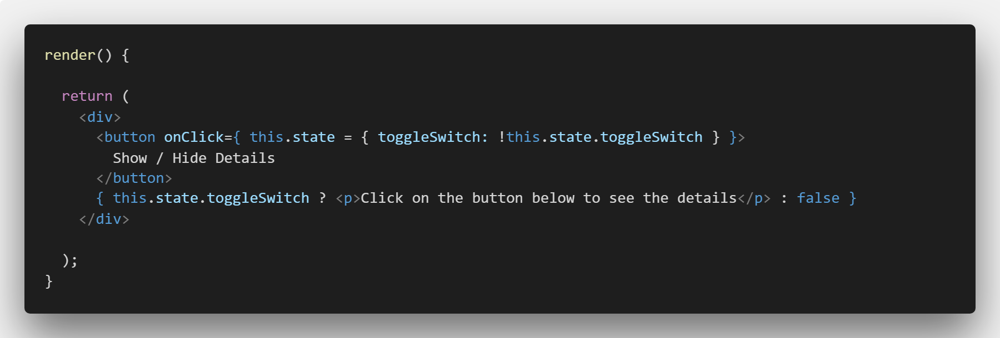 render() {
return (
<div>
<button onClick={ this.state = { toggleSwitch: !this.state.toggleSwitch } }>
Show / Hide Details
</button>
{ this.state.toggleSwitch ? <p>Click on the button below to see the details</p> : false }
</div>
);
}